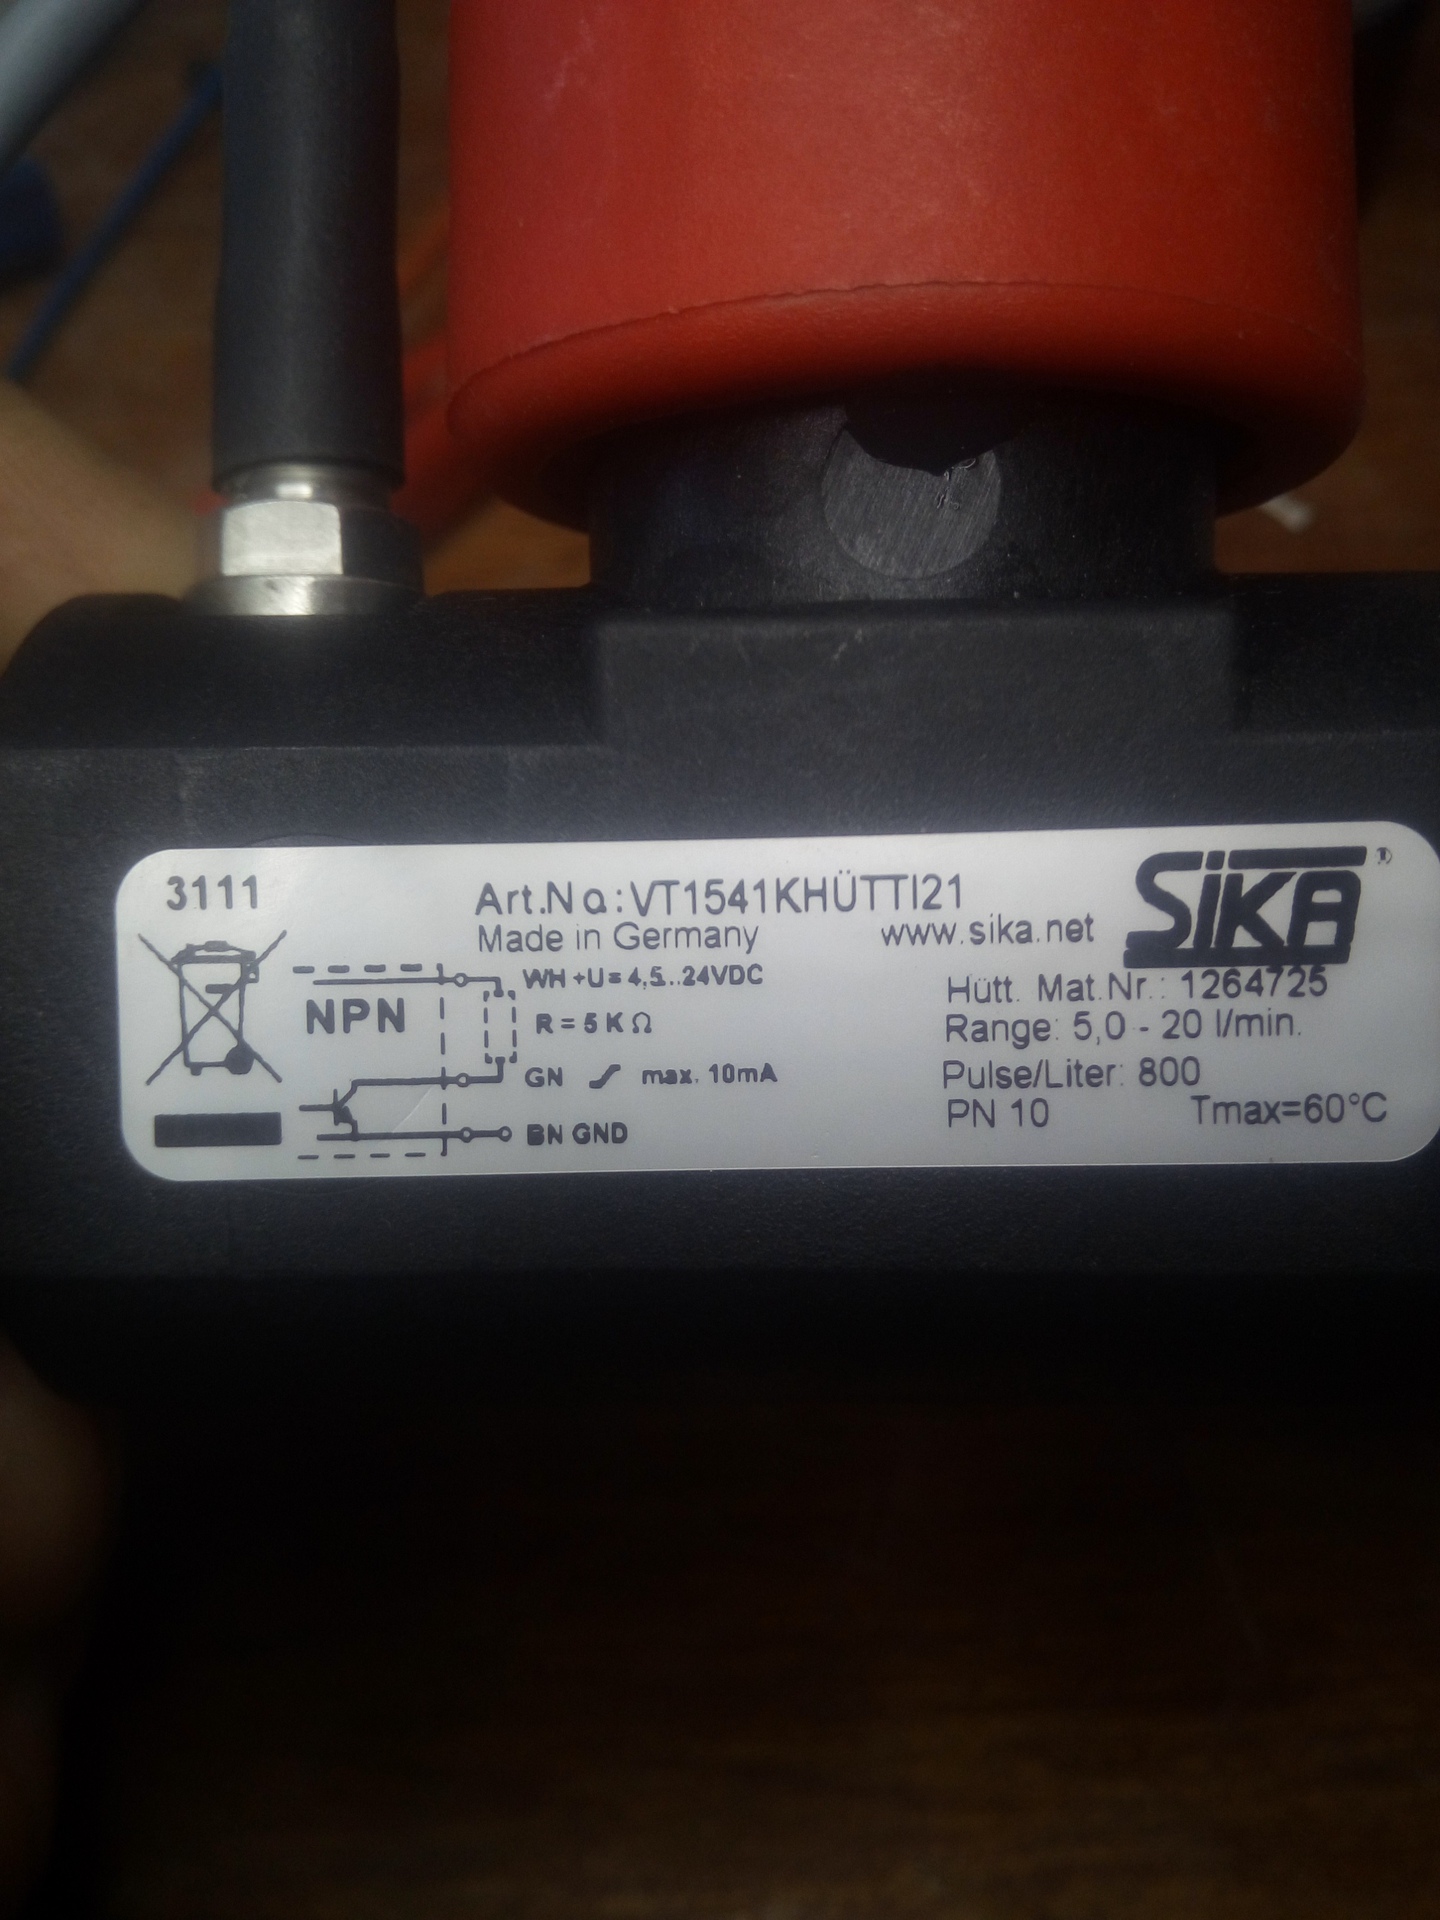 3111
Art.No:VT1541KHÜTTI21
Made in Germany
www.sika.net
SiKA®
WH +U= 4,5..24VDC
NPN
R = 5 K Ω
GN max. 10mA
BN GND
Hütt. Mat.Nr.: 1264725
Range: 5,0 - 20 l/min.
Pulse/Liter: 800
PN 10 Tmax=60°C